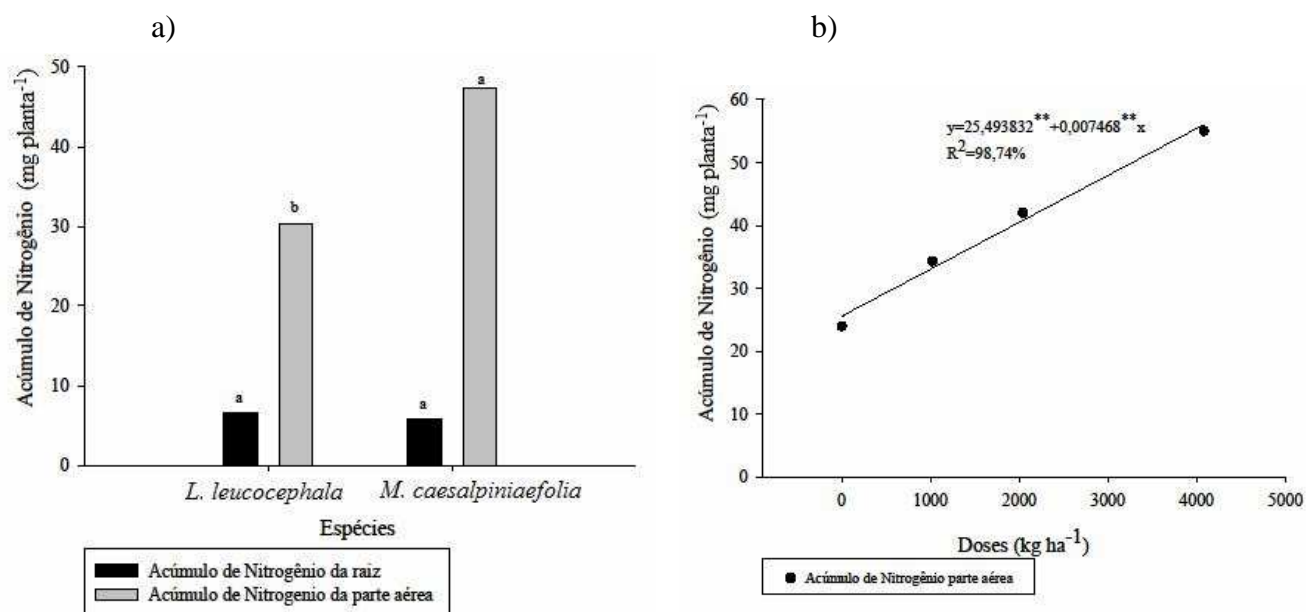 a)
50
40
30
20
10
0
Acúmulo de Nitrogênio (mg planta⁻¹)
a
b
a
a
L. leucocephala M. caesalpiniaefolia
Espécies
Acúmulo de Nitrogênio da raiz
Acúmulo de Nitrogenio da parte aérea
b)
60
50
40
30
20
10
0
Acúmulo de Nitrogênio (mg planta⁻¹)
y=25,493832**+0,007468**x
R²=98,74%
0 1000 2000 3000 4000 5000
Doses (kg ha⁻¹)
Acúmulo de Nitrogênio parte aérea